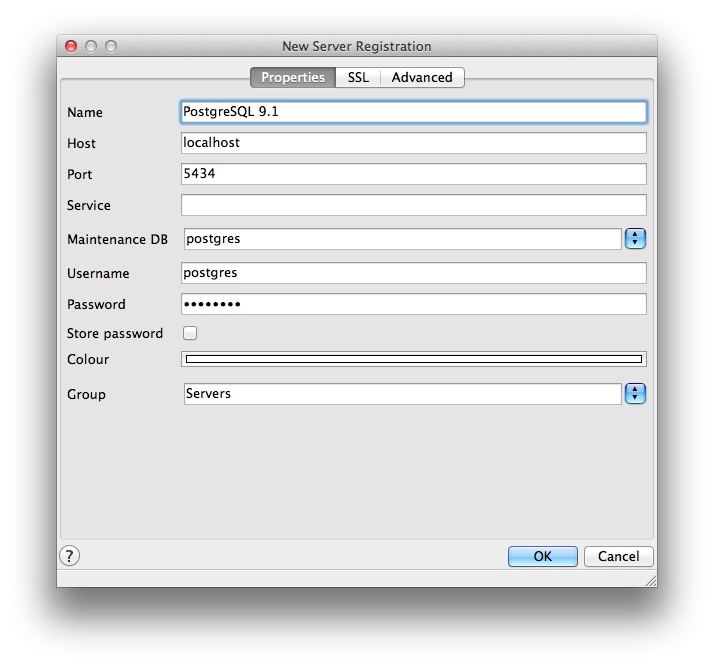 New Server Registration
Properties SSL Advanced
Name PostgreSQL 9.1
Host localhost
Port 5434
Service
Maintenance DB postgres
Username postgres
Password ••••••••
Store password
Colour
Group Servers
? OK Cancel